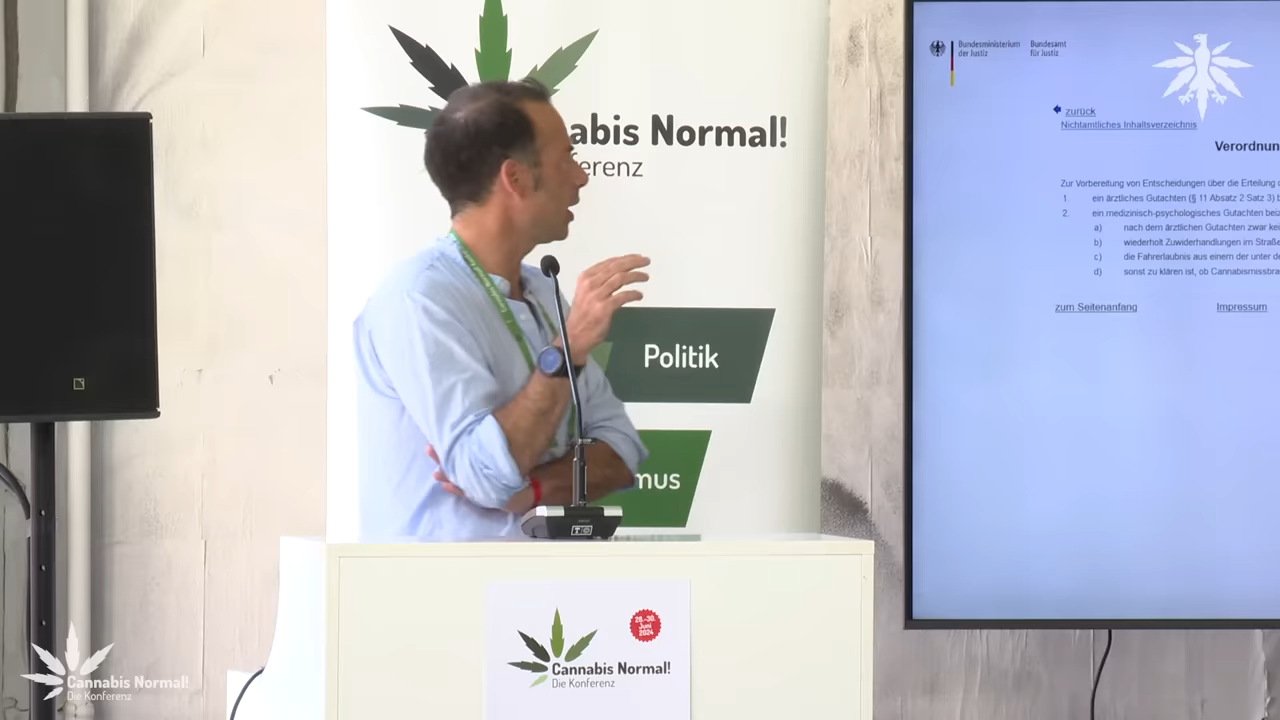 abis Normal!
ferenz
Politik
mus
Bundesministerium
der Justiz
Bundesamt
für Justiz
zurück
Nichtamtliches Inhaltsverzeichnis
Verordnun
Zur Vorbereitung von Entscheidungen über die Erteilung
1. ein ärztliches Gutachten (§ 11 Absatz 2 Satz 3) b
2. ein medizinisch-psychologisches Gutachten bei
a) nach dem ärztlichen Gutachten zwar kei
b) wiederholt Zuwiderhandlungen im Straße
c) die Fahrerlaubnis aus einem der unter de
d) sonst zu klären ist, ob Cannabismissbra
zum Seitenanfang
Impressum
28.-30.
Juni
2024
Cannabis Normal!
Die Konferenz
Cannabis Normal!
Die Konferenz